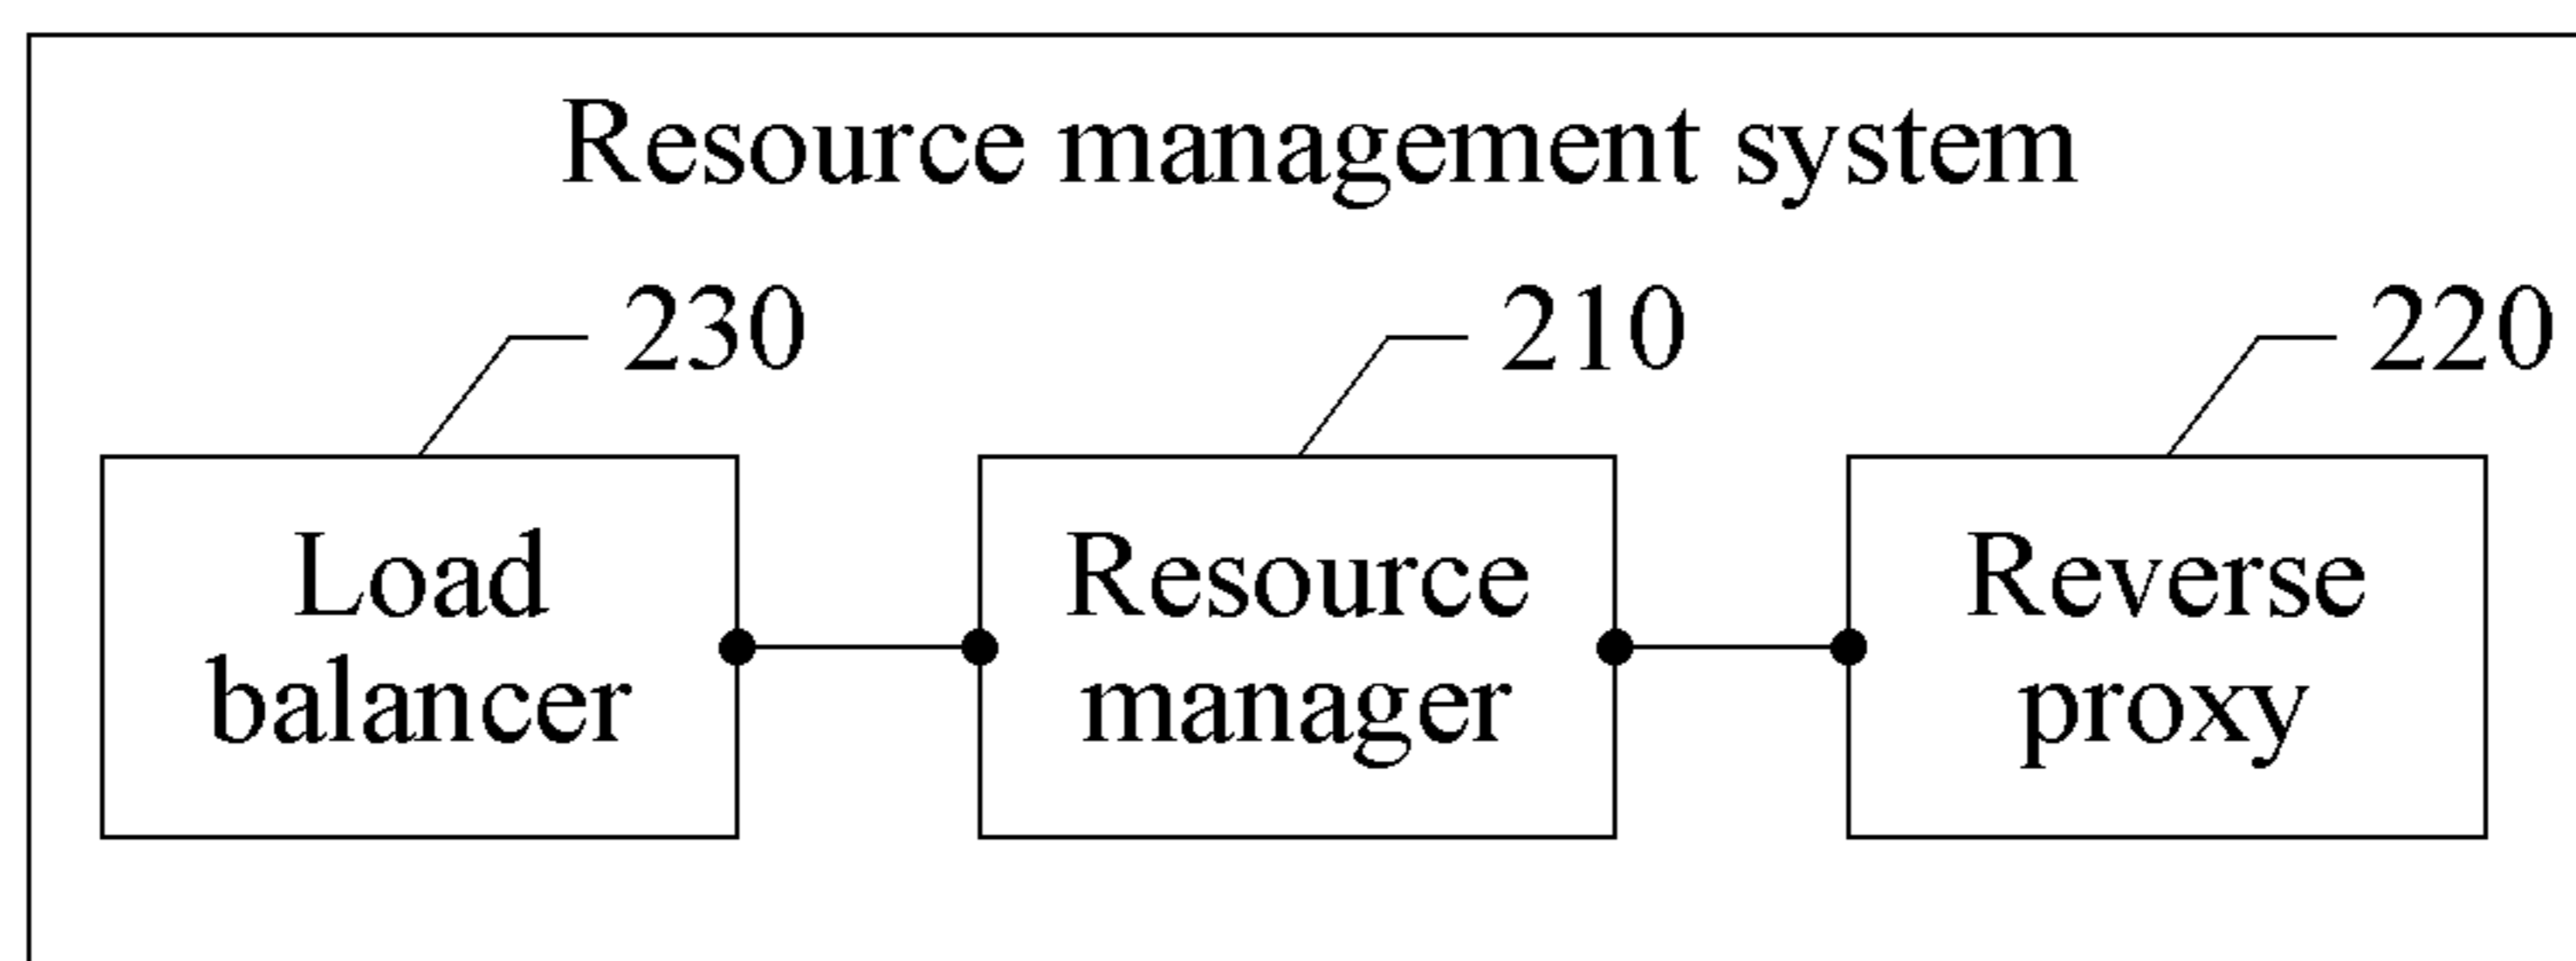 Resource management system
230
210
220
Load
balancer
Resource
manager
Reverse
proxy